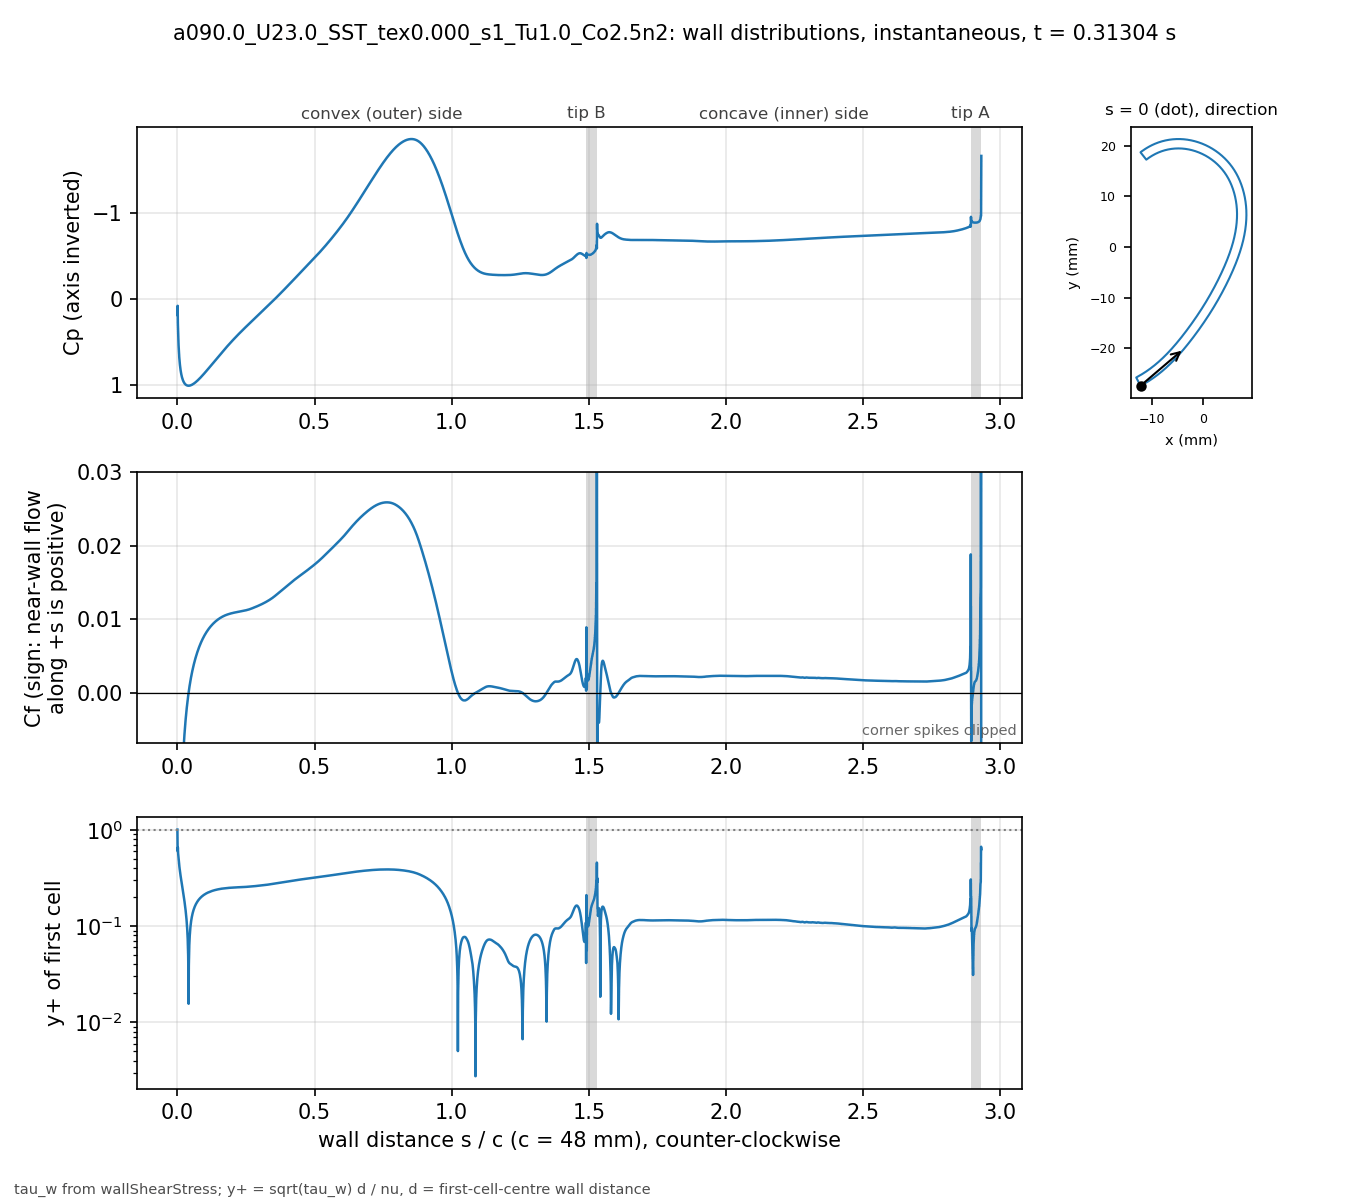 a090.0_U23.0_SST_tex0.000_s1_Tu1.0_Co2.5n2: wall distributions, instantaneous, t = 0.31304 s
convex (outer) side
tip B
concave (inner) side
tip A
s = 0 (dot), direction
Cp (axis inverted)
−1
0
1
0.0 0.5 1.0 1.5 2.0 2.5 3.0
y (mm)
20
10
0
−10
−20
−10 0
x (mm)
Cf (sign: near-wall flow
along +s is positive)
0.03
0.02
0.01
0.00
corner spikes clipped
0.0 0.5 1.0 1.5 2.0 2.5 3.0
y+ of first cell
10⁰
10⁻¹
10⁻²
0.0 0.5 1.0 1.5 2.0 2.5 3.0
wall distance s / c (c = 48 mm), counter-clockwise
tau_w from wallShearStress; y+ = sqrt(tau_w) d / nu, d = first-cell-centre wall distance